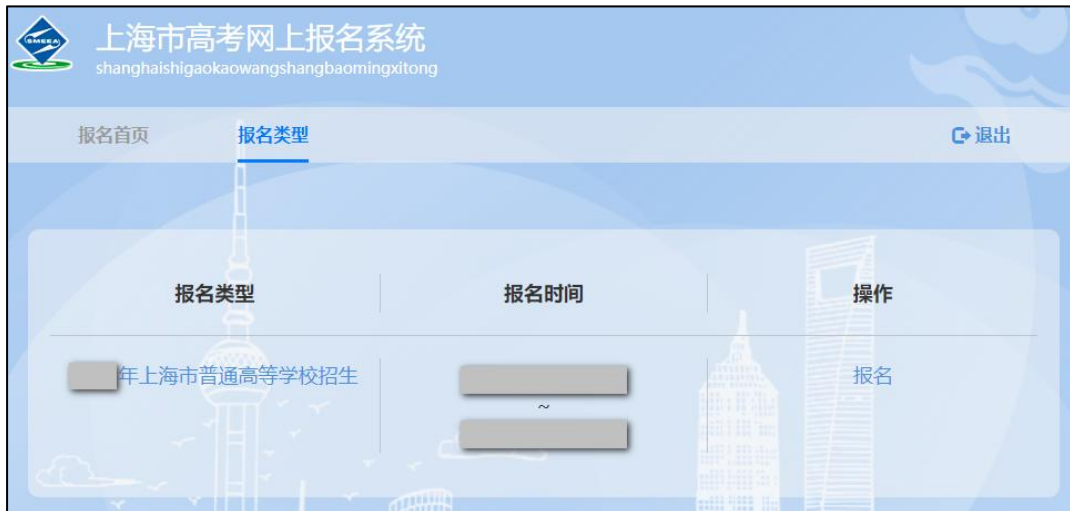 SMEEA
上海市高考网上报名系统
shanghaishigaokaowangshangbaomingxitong
报名首页 报名类型 退出
报名类型 报名时间 操作
年上海市普通高等学校招生 报名
~